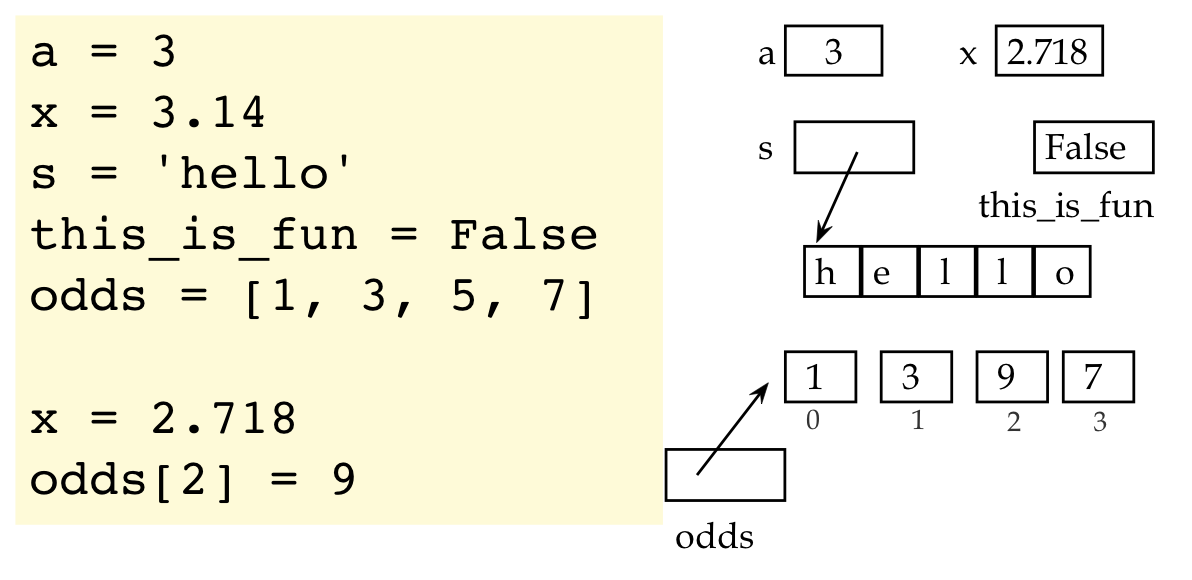 a = 3
x = 3.14
s = 'hello'
this_is_fun = False
odds = [1, 3, 5, 7]
x = 2.718
odds[2] = 9
a 3 x 2.718
s False
this_is_fun
h e l l o
1 3 9 7
0 1 2 3
odds